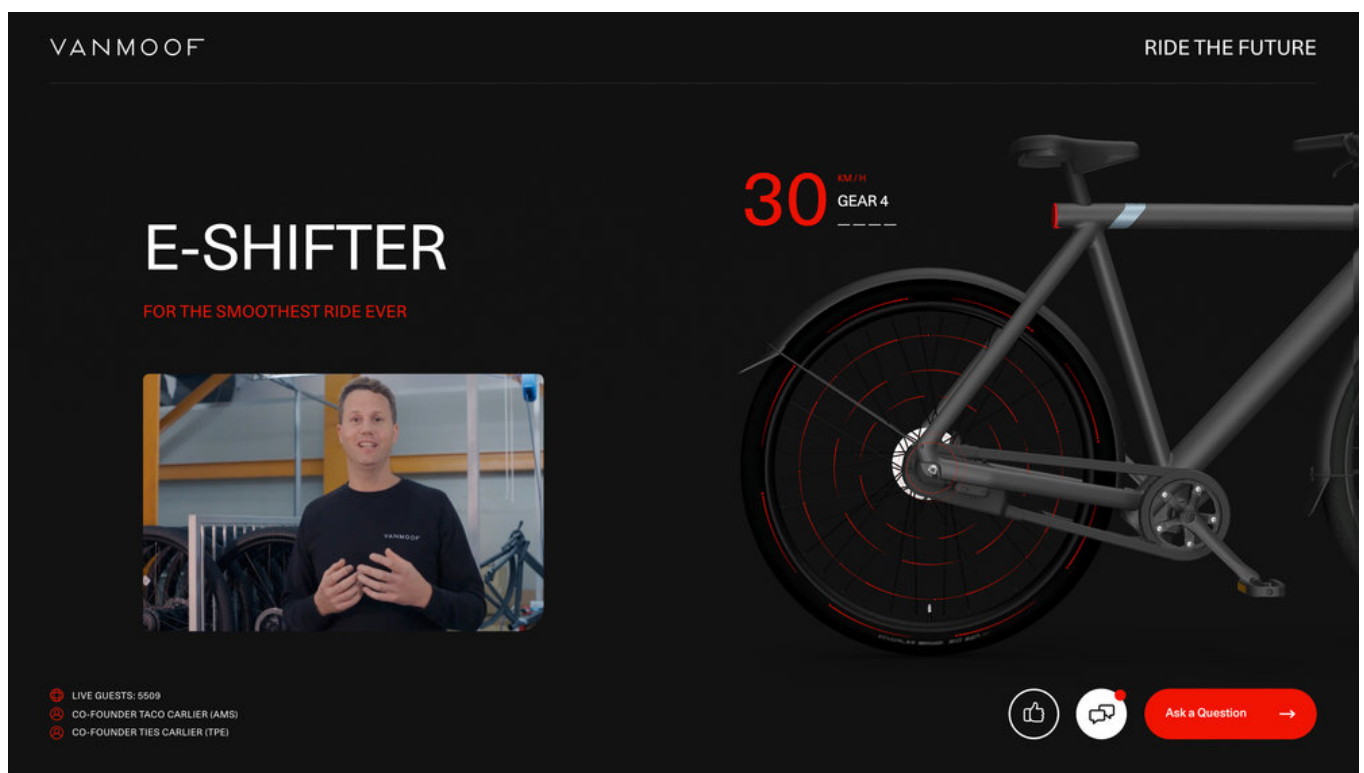 VANMOOF
RIDE THE FUTURE
30
KM/H
GEAR 4
E-SHIFTER
FOR THE SMOOTHEST RIDE EVER
VANMOOF
LIVE GUESTS: 5509
CO-FOUNDER TACO CARLIER (AMS)
CO-FOUNDER TIES CARLIER (TPE)
Ask a Question